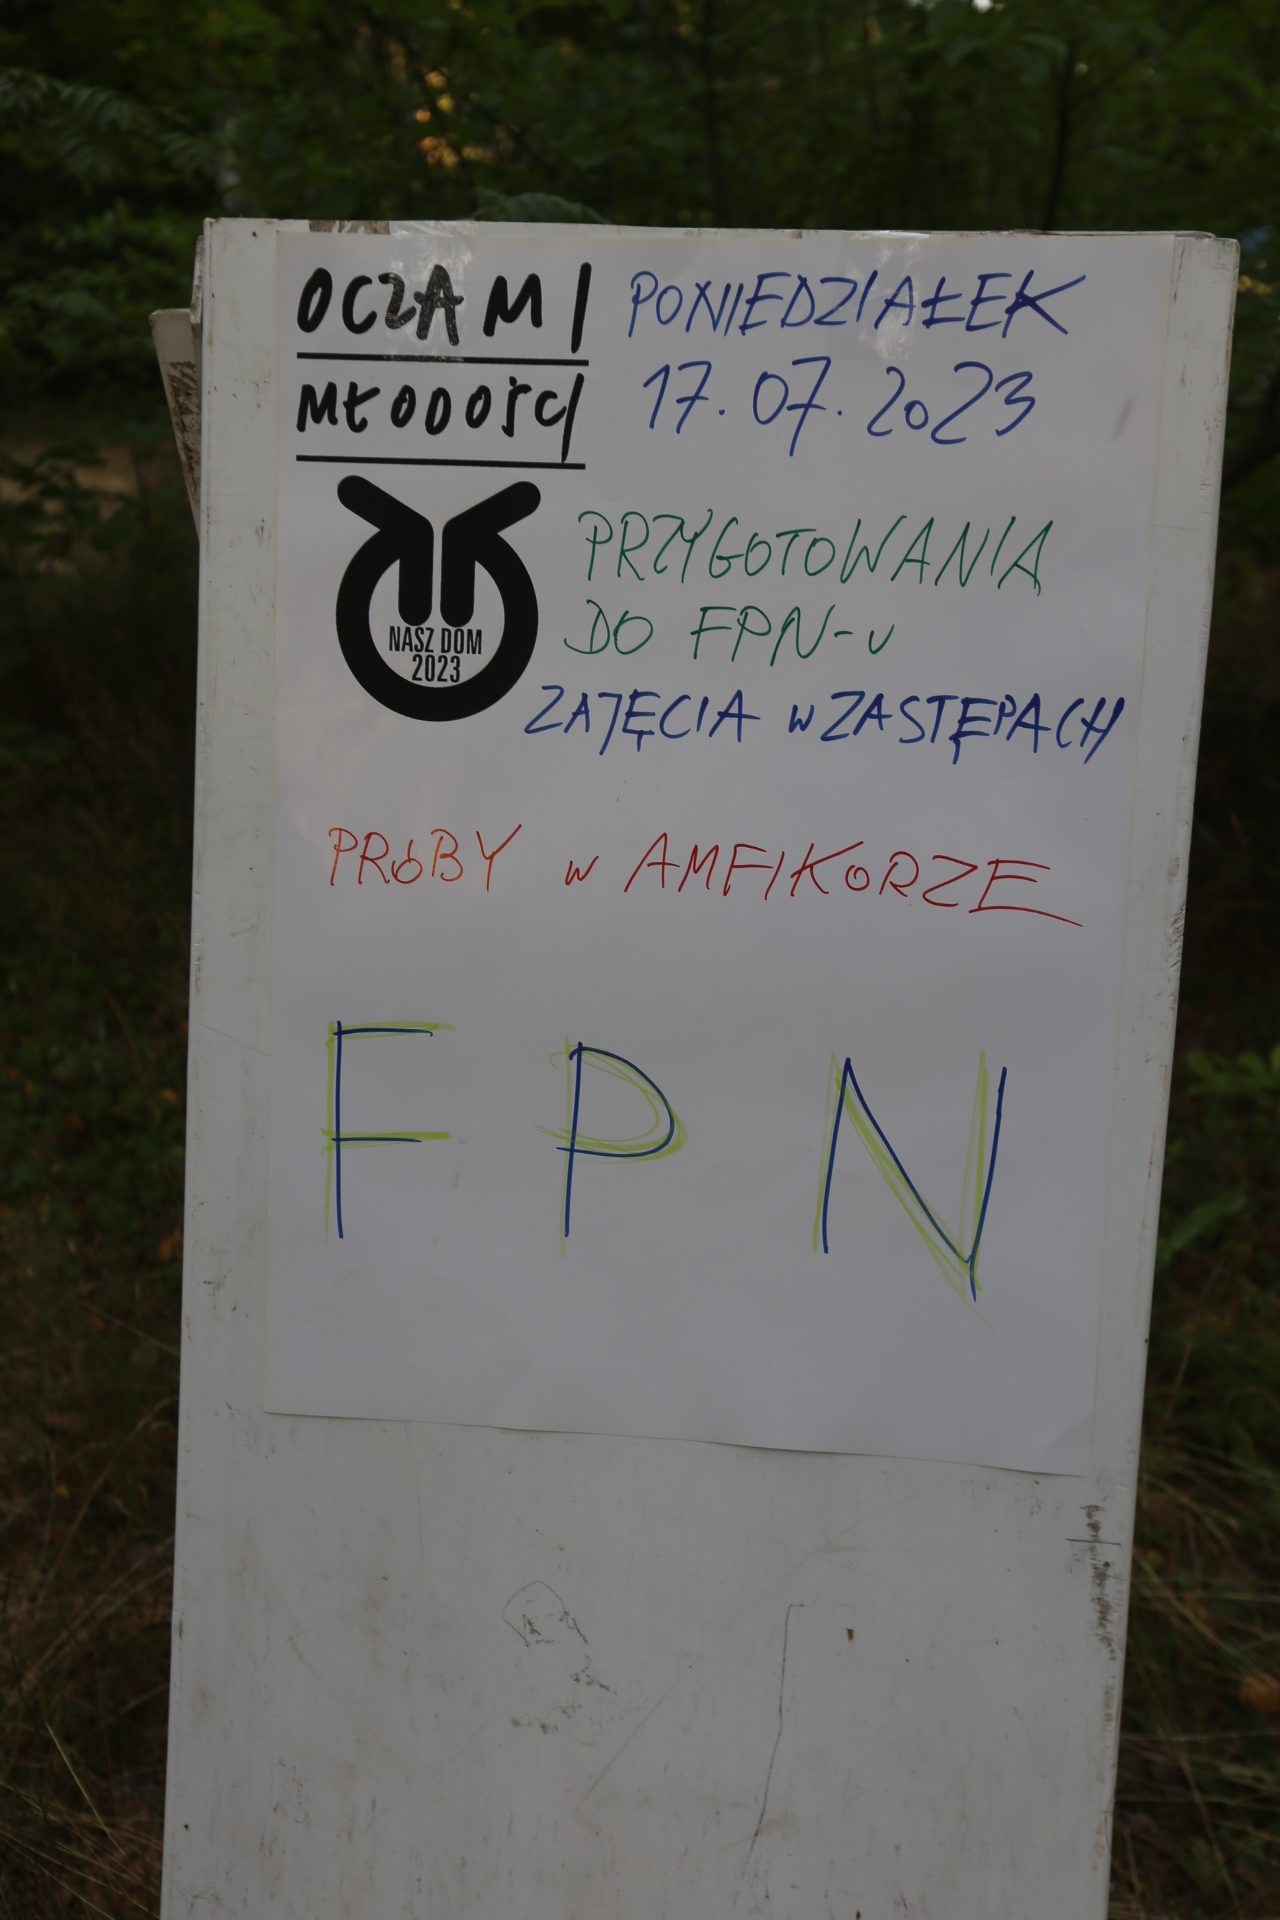 OCZAMI
MŁODOŚCI
PONIEDZIAŁEK
17.07.2023
NASZ DOM
2023
PRZYGOTOWANIA
DO FPN-u
ZAJĘCIA w ZASTĘPACH
PRÓBY w AMFIKORZE
FPN